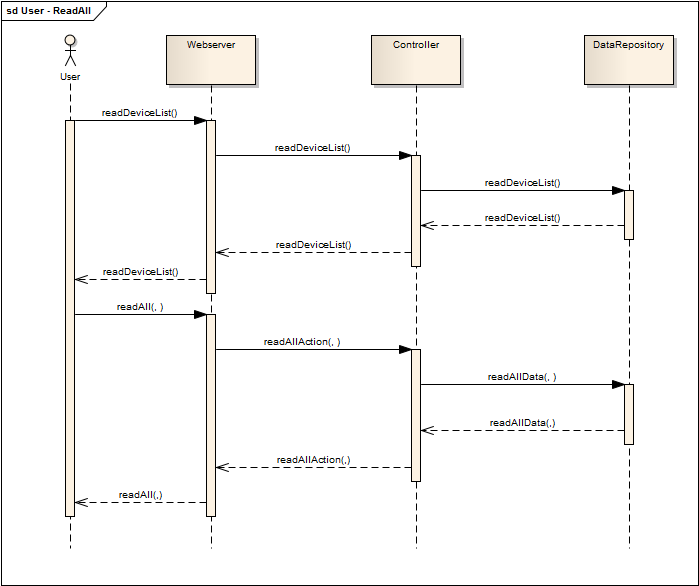 sd User - ReadAll
Webserver
Controller
DataRepository
User
readDeviceList()
readDeviceList()
readDeviceList()
readDeviceList()
readDeviceList()
readDeviceList()
readAll(, )
readAllAction(, )
readAllData(, )
readAllData(,)
readAllAction(,)
readAll(,)